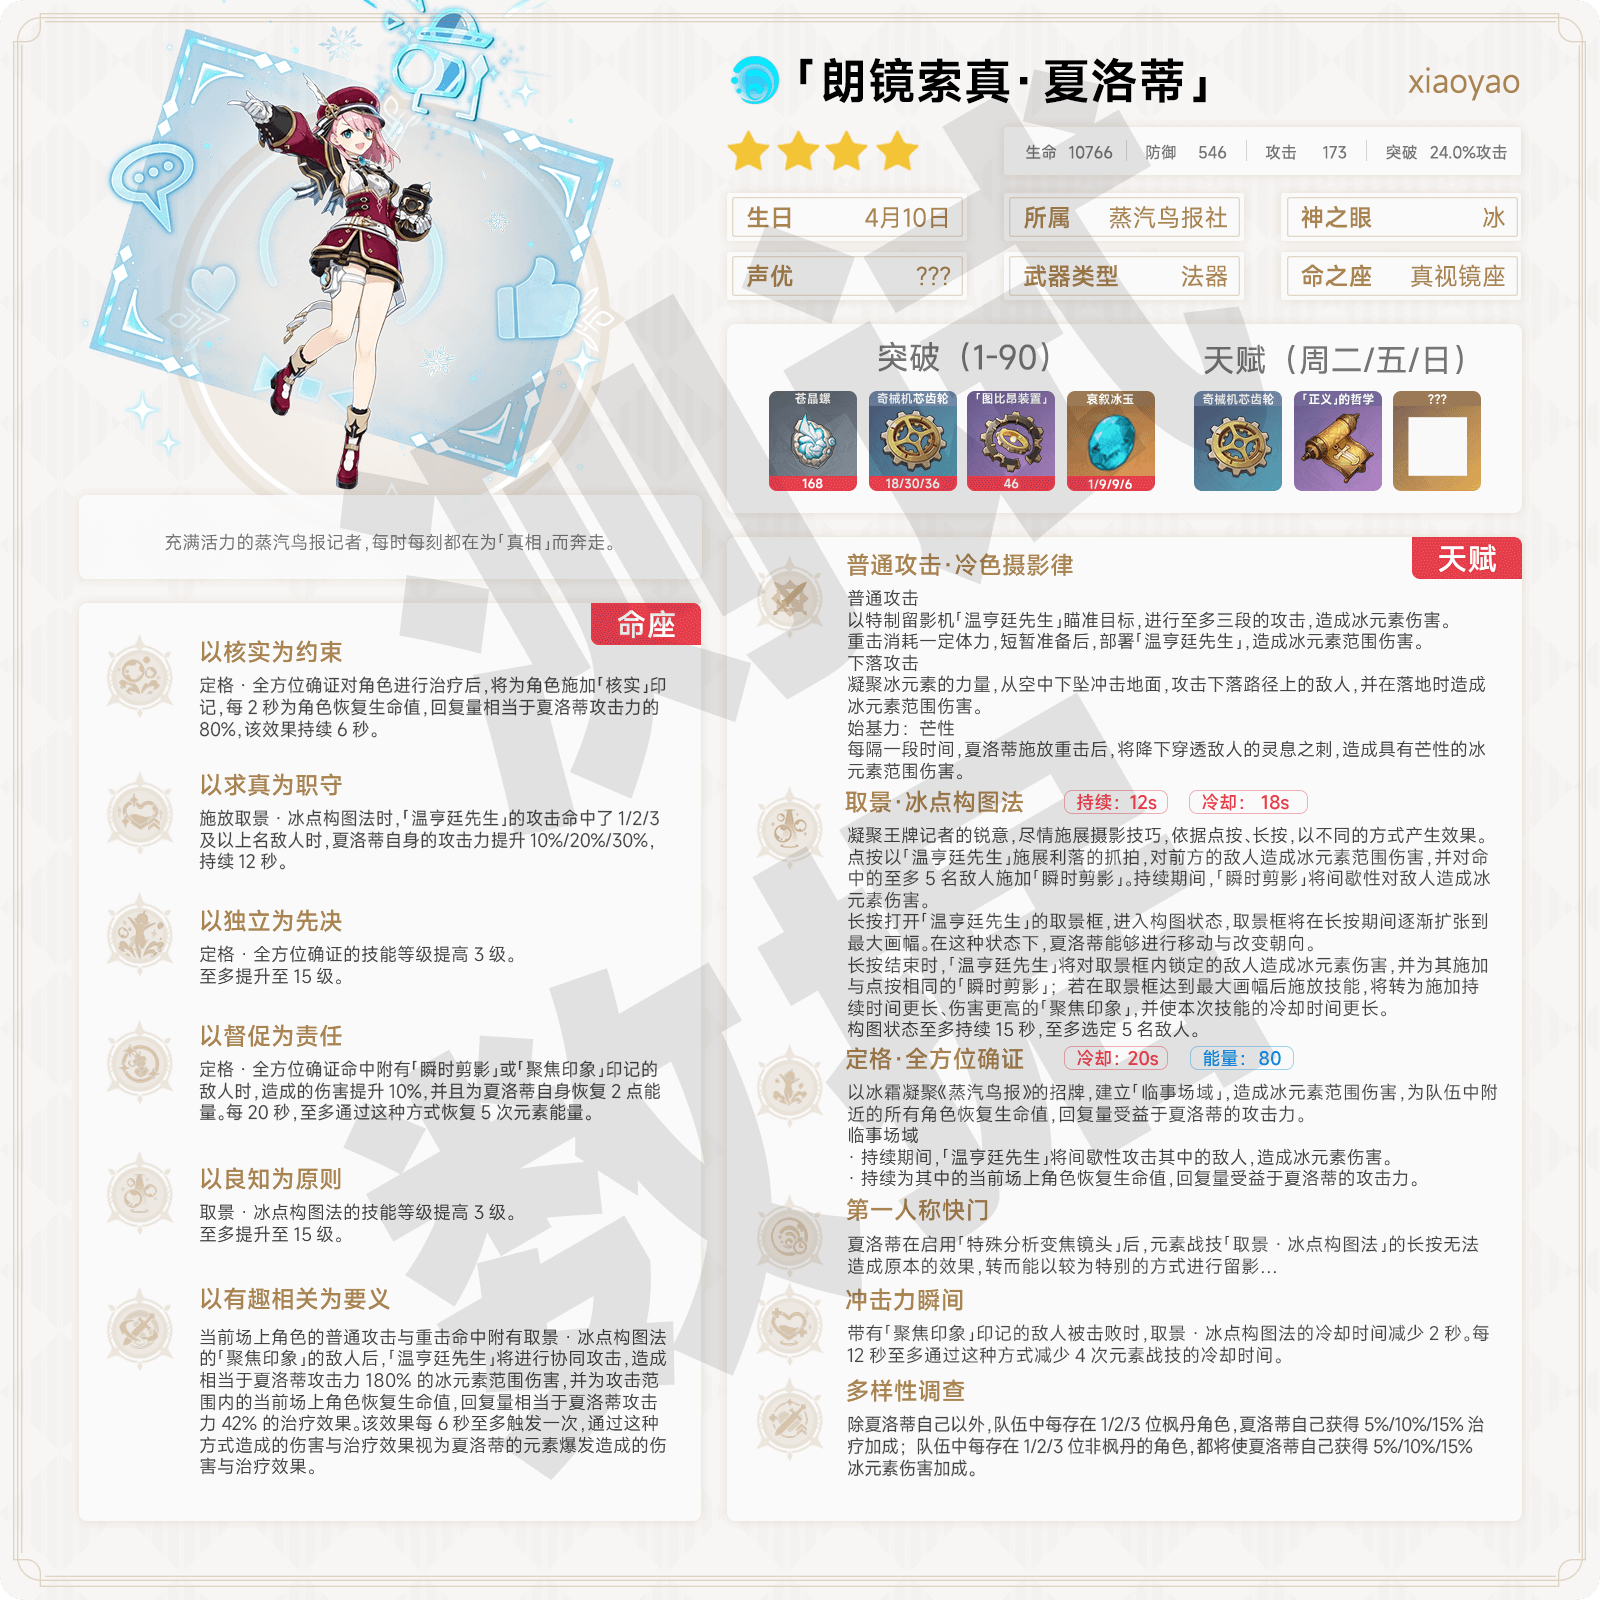 「朗镜索真·夏洛蒂」
xiaoyao
生命 10766 防御 546 攻击 173 突破 24.0%攻击
生日 4月10日
所属 蒸汽鸟报社
神之眼 冰
声优 ???
武器类型 法器
命之座 真视镜座
突破（1-90）
苍晶螺 168
奇械机芯齿轮 18/30/36
「图比昂装置」 46
哀叙冰玉 1/9/9/6
天赋（周二/五/日）
奇械机芯齿轮
「正义」的哲学
???
充满活力的蒸汽鸟报记者,每时每刻都在为「真相」而奔走。
命座
以核实为约束
定格·全方位确证对角色进行治疗后,将为角色施加「核实」印
记,每 2 秒为角色恢复生命值,回复量相当于夏洛蒂攻击力的
80%,该效果持续 6 秒。
以求真为职守
施放取景·冰点构图法时,「温亨廷先生」的攻击命中了 1/2/3
及以上名敌人时,夏洛蒂自身的攻击力提升 10%/20%/30%,
持续 12 秒。
以独立为先决
定格·全方位确证的技能等级提高 3 级。
至多提升至 15 级。
以督促为责任
定格·全方位确证命中附有「瞬时剪影」或「聚焦印象」印记的
敌人时,造成的伤害提升 10%,并且为夏洛蒂自身恢复 2 点能
量。每 20 秒,至多通过这种方式恢复 5 次元素能量。
以良知为原则
取景·冰点构图法的技能等级提高 3 级。
至多提升至 15 级。
以有趣相关为要义
当前场上角色的普通攻击与重击命中附有取景·冰点构图法
的「聚焦印象」的敌人后,「温亨廷先生」将进行协同攻击,造成
相当于夏洛蒂攻击力 180% 的冰元素范围伤害,并为攻击范
围内的当前场上角色恢复生命值,回复量相当于夏洛蒂攻击
力 42% 的治疗效果。该效果每 6 秒至多触发一次,通过这种
方式造成的伤害与治疗效果视为夏洛蒂的元素爆发造成的伤
害与治疗效果。
天赋
普通攻击·冷色摄影律
普通攻击
以特制留影机「温亨廷先生」瞄准目标,进行至多三段的攻击,造成冰元素伤害。
重击消耗一定体力,短暂准备后,部署「温亨廷先生」,造成冰元素范围伤害。
下落攻击
凝聚冰元素的力量,从空中下坠冲击地面,攻击下落路径上的敌人,并在落地时造成
冰元素范围伤害。
始基力：芒性
每隔一段时间,夏洛蒂施放重击后,将降下穿透敌人的灵息之刺,造成具有芒性的冰
元素范围伤害。
取景·冰点构图法 持续：12s 冷却： 18s
凝聚王牌记者的锐意,尽情施展摄影技巧,依据点按、长按,以不同的方式产生效果。
点按以「温亨廷先生」施展利落的抓拍,对前方的敌人造成冰元素范围伤害,并对命
中的至多 5 名敌人施加「瞬时剪影」。持续期间,「瞬时剪影」将间歇性对敌人造成冰
元素伤害。
长按打开「温亨廷先生」的取景框,进入构图状态,取景框将在长按期间逐渐扩张到
最大画幅。在这种状态下,夏洛蒂能够进行移动与改变朝向。
长按结束时,「温亨廷先生」将对取景框内锁定的敌人造成冰元素伤害,并为其施加
与点按相同的「瞬时剪影」；若在取景框达到最大画幅后施放技能,将转为施加持
续时间更长、伤害更高的「聚焦印象」,并使本次技能的冷却时间更长。
构图状态至多持续 15 秒,至多选定 5 名敌人。
定格·全方位确证 冷却：20s 能量：80
以冰霜凝聚《蒸汽鸟报》的招牌,建立「临事场域」,造成冰元素范围伤害,为队伍中附
近的所有角色恢复生命值,回复量受益于夏洛蒂的攻击力。
临事场域
·持续期间,「温亨廷先生」将间歇性攻击其中的敌人,造成冰元素伤害。
·持续为其中的当前场上角色恢复生命值,回复量受益于夏洛蒂的攻击力。
第一人称快门
夏洛蒂在启用「特殊分析变焦镜头」后,元素战技「取景·冰点构图法」的长按无法
造成原本的效果,转而能以较为特别的方式进行留影…
冲击力瞬间
带有「聚焦印象」印记的敌人被击败时,取景·冰点构图法的冷却时间减少 2 秒。每
12 秒至多通过这种方式减少 4 次元素战技的冷却时间。
多样性调查
除夏洛蒂自己以外,队伍中每存在 1/2/3 位枫丹角色,夏洛蒂自己获得 5%/10%/15% 治
疗加成；队伍中每存在 1/2/3 位非枫丹的角色,都将使夏洛蒂自己获得 5%/10%/15%
冰元素伤害加成。
测试
数据